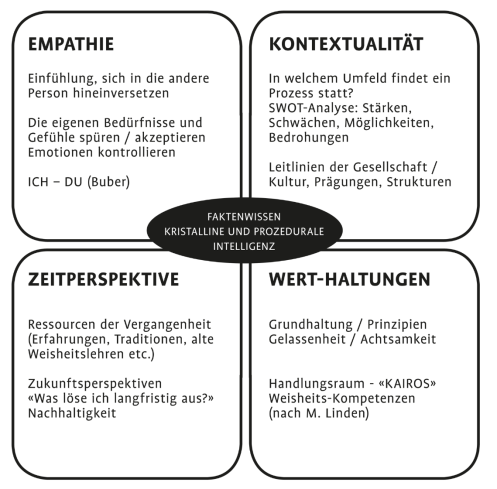 EMPATHIE
Einfühlung, sich in die andere
Person hineinversetzen
Die eigenen Bedürfnisse und
Gefühle spüren / akzeptieren
Emotionen kontrollieren
ICH – DU (Buber)
KONTEXTUALITÄT
In welchem Umfeld findet ein
Prozess statt?
SWOT-Analyse: Stärken,
Schwächen, Möglichkeiten,
Bedrohungen
Leitlinien der Gesellschaft /
Kultur, Prägungen, Strukturen
FAKTENWISSEN
KRISTALLINE UND PROZEDURALE
INTELLIGENZ
ZEITPERSPEKTIVE
Ressourcen der Vergangenheit
(Erfahrungen, Traditionen, alte
Weisheitslehren etc.)
Zukunftsperspektiven
«Was löse ich langfristig aus?»
Nachhaltigkeit
WERT-HALTUNGEN
Grundhaltung / Prinzipien
Gelassenheit / Achtsamkeit
Handlungsraum - «KAIROS»
Weisheits-Kompetenzen
(nach M. Linden)